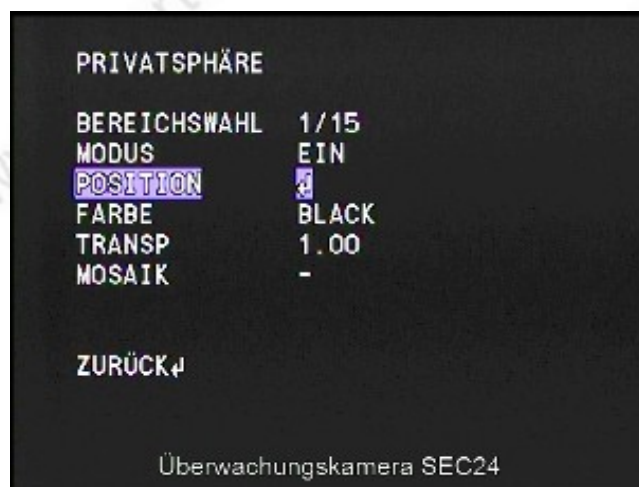 PRIVATSPHÄRE
BEREICHSWAHL 1/15
MODUS EIN
POSITION ↵
FARBE BLACK
TRANSP 1.00
MOSAIK -
ZURÜCK↵
Überwachungskamera SEC24